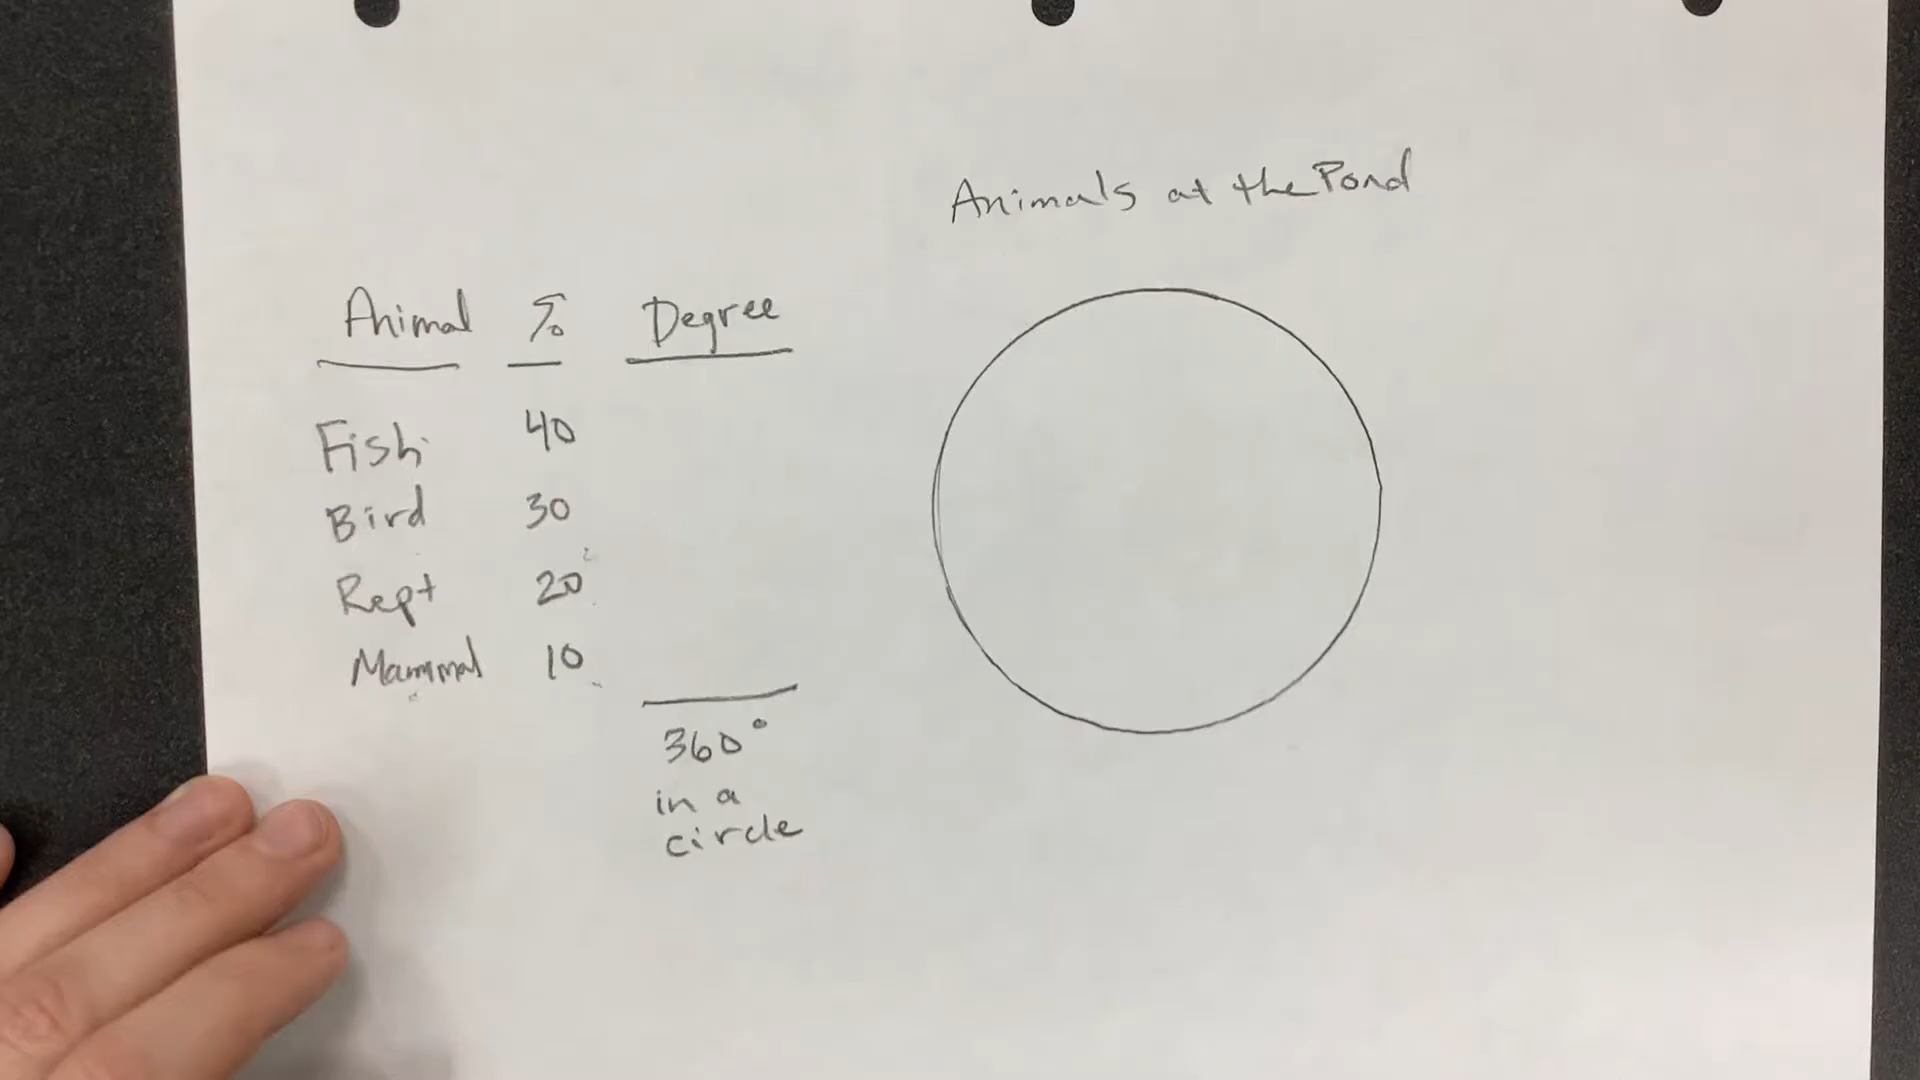 Animals at the Pond
Animal % Degree
Fish 40
Bird 30
Rept 20
Mammal 10
360°
in a
circle